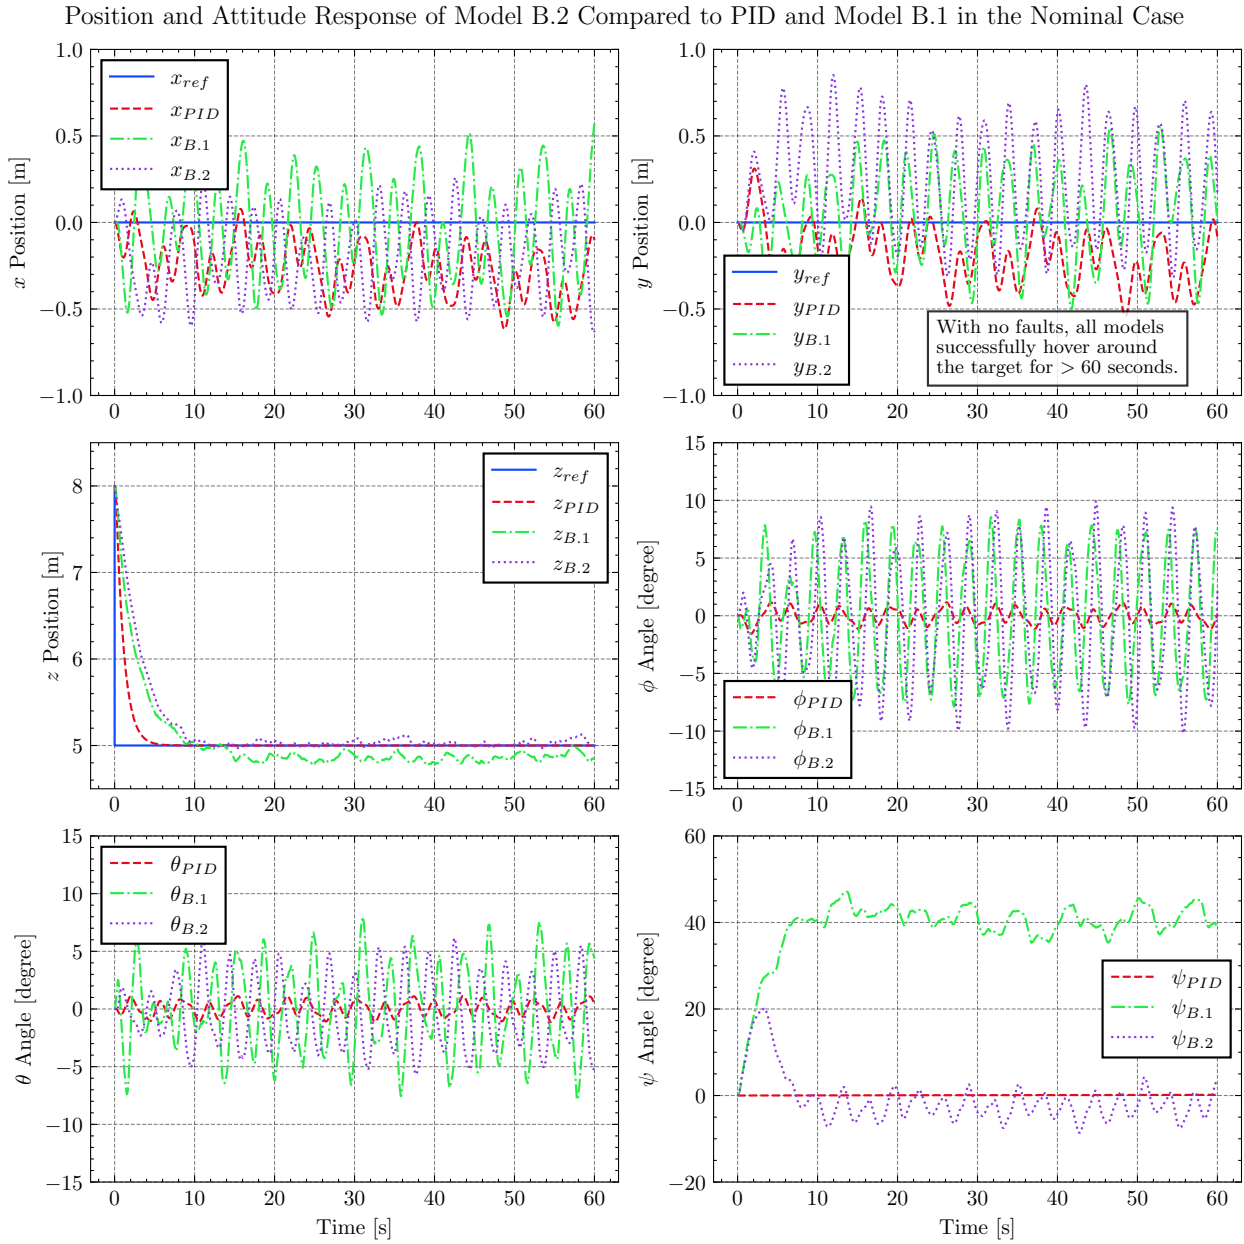 Position and Attitude Response of Model B.2 Compared to PID and Model B.1 in the Nominal Case
1.0
0.5
0.0
−0.5
−1.0
x Position [m]
x_ref
x_PID
x_B.1
x_B.2
0 10 20 30 40 50 60
1.0
0.5
0.0
−0.5
−1.0
y Position [m]
y_ref
y_PID
y_B.1
y_B.2
With no faults, all models
successfully hover around
the target for > 60 seconds.
0 10 20 30 40 50 60
8
7
6
5
z Position [m]
z_ref
z_PID
z_B.1
z_B.2
0 10 20 30 40 50 60
15
10
5
0
−5
−10
−15
ϕ Angle [degree]
ϕ_PID
ϕ_B.1
ϕ_B.2
0 10 20 30 40 50 60
15
10
5
0
−5
−10
−15
θ Angle [degree]
θ_PID
θ_B.1
θ_B.2
0 10 20 30 40 50 60
Time [s]
60
40
20
0
−20
ψ Angle [degree]
ψ_PID
ψ_B.1
ψ_B.2
0 10 20 30 40 50 60
Time [s]